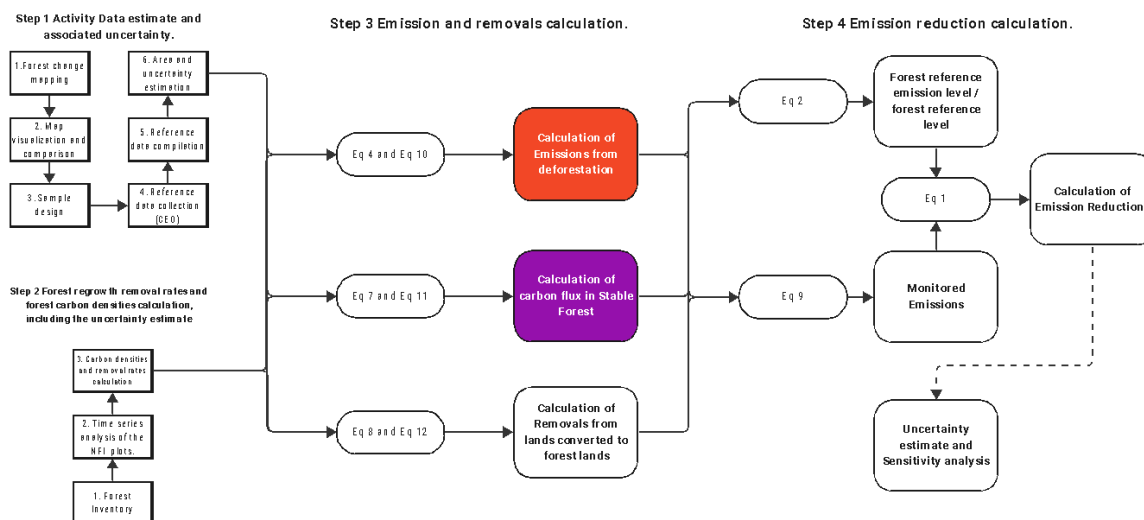 Step 1 Activity Data estimate and
associated uncertainty.
1.Forest change
mapping
2. Map
visualization and
comparison
3. Sample
design
4. Reference
data collection
(CEO)
5. Reference
data compilation
6. Area and
uncertainty
estimation
Step 2 Forest regrowth removal rates and
forest carbon densities calculation,
including the uncertainty estimate
3. Carbon densities
and removal rates
calculation
2. Time series
analysis of the
NFI plots.
1. Forest
Inventory
Step 3 Emission and removals calculation.
Eq 4 and Eq 10
Calculation of
Emissions from
deforestation
Eq 7 and Eq 11
Calculation of
carbon flux in Stable
Forest
Eq 8 and Eq 12
Calculation of
Removals from
lands converted to
forest lands
Step 4 Emission reduction calculation.
Eq 2
Forest reference
emission level /
forest reference
level
Eq 1
Calculation of
Emission Reduction
Eq 9
Monitored
Emissions
Uncertainty
estimate and
Sensitivity analysis